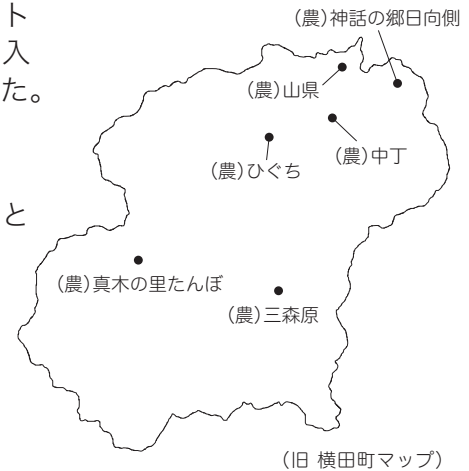 ト
入
た。
と
(農)神話の郷日向側
(農)山県
(農)中丁
(農)ひぐち
(農)真木の里たんぼ
(農)三森原
(旧 横田町マップ)